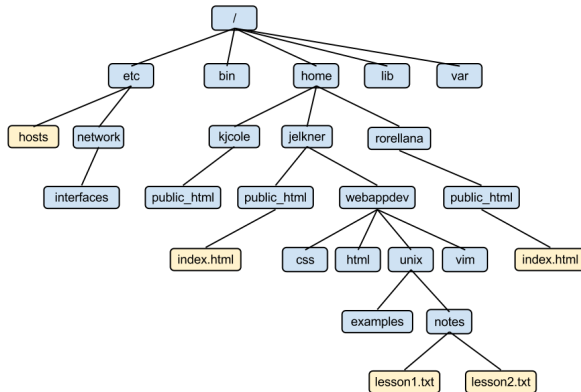 /
etc bin home lib var
hosts network kjcole jelkner rorellana
interfaces public_html public_html webappdev public_html
index.html css html unix vim index.html
examples notes
lesson1.txt lesson2.txt